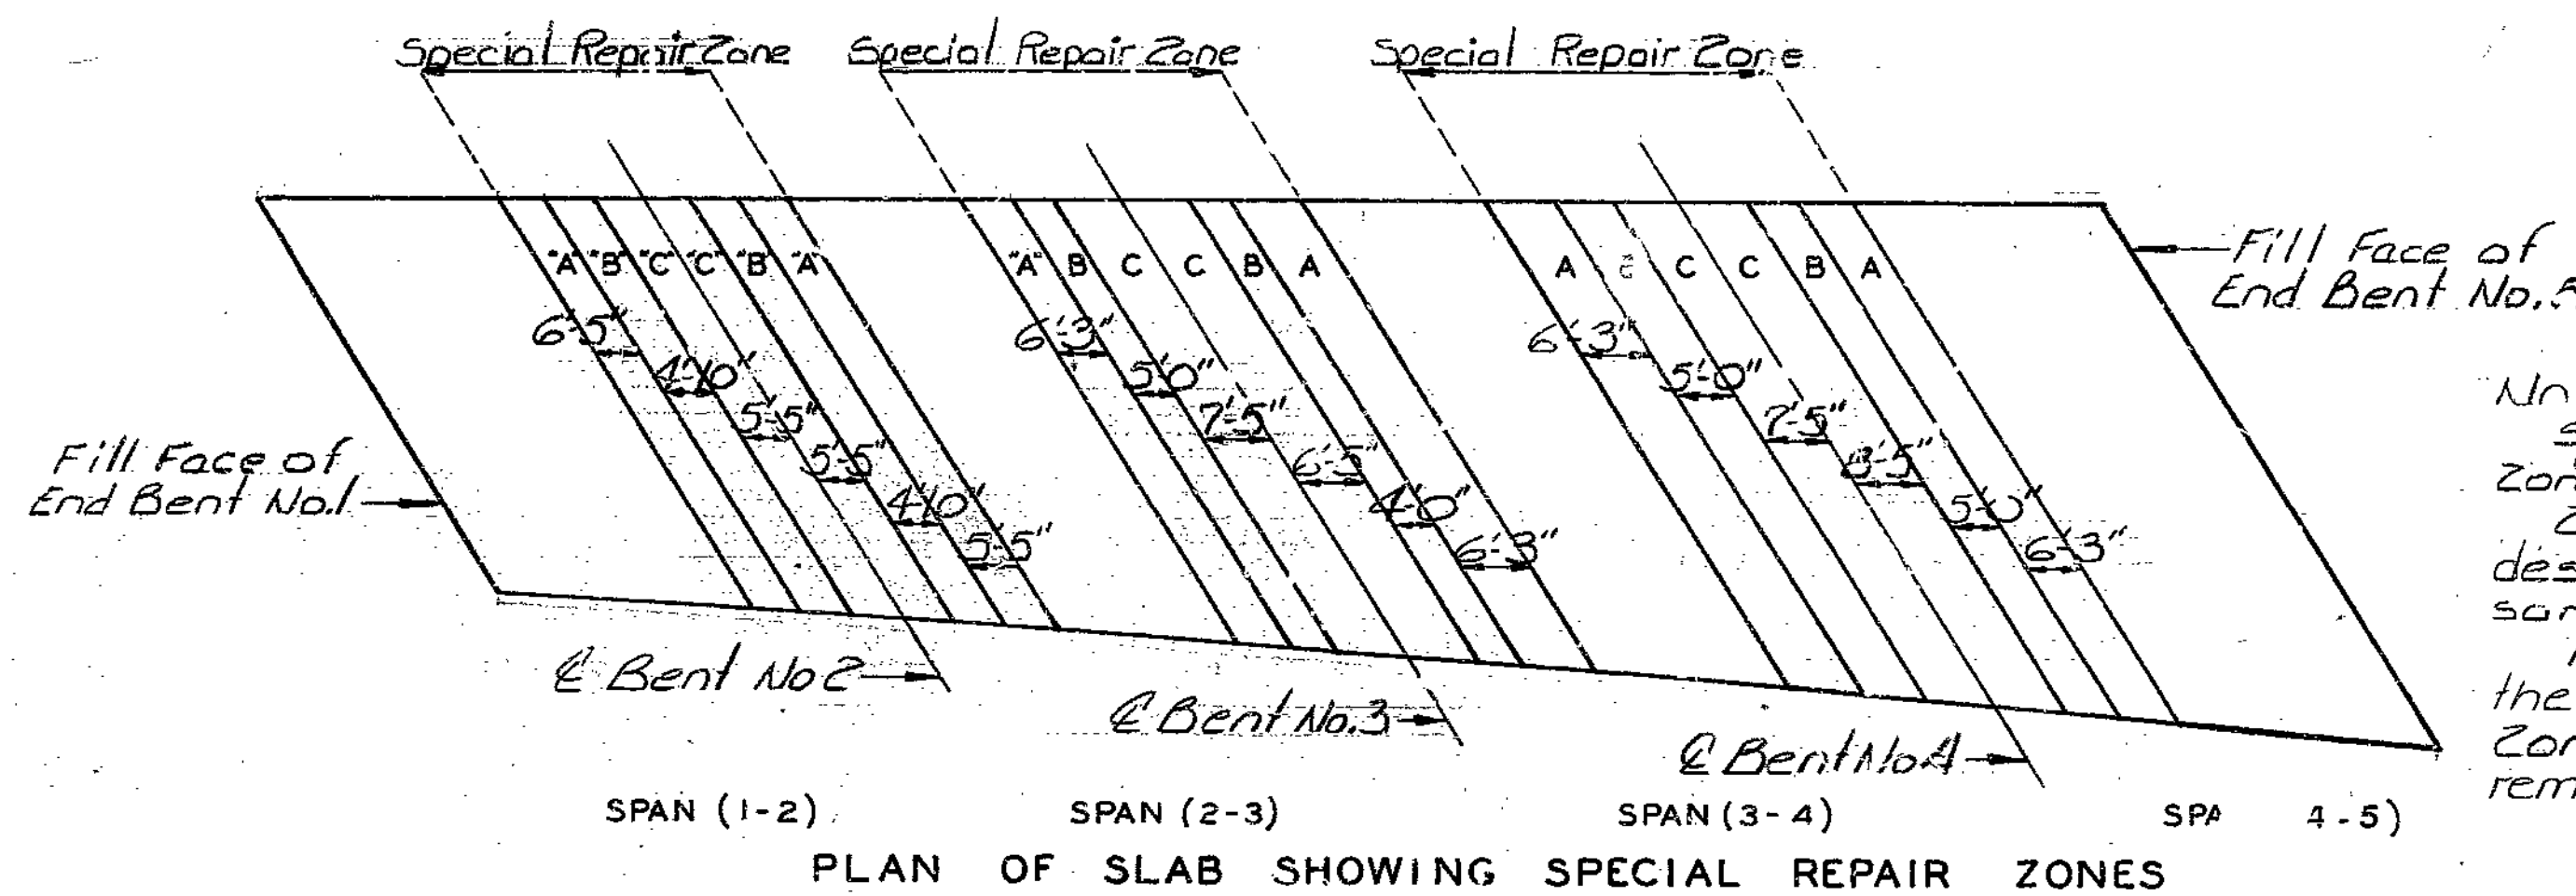 Special Repair Zone
Special Repair Zone
Special Repair Zone
"A" "B" "C" "C" "B" "A"
"A" B C C B A
A C C B A
6'-5"
4'-10"
5'-5"
5'-5"
4'-10"
5'-5"
6'-3"
5'-0"
7'-5"
6'-5"
4'-0"
6'-3"
6'-3"
5'-0"
7'-5"
5'-0"
6'-3"
Fill Face of
End Bent No.1
Fill Face of
End Bent No.
℄ Bent No 2
℄ Bent No.3
℄ Bent No 4
the
SPAN (1-2)
SPAN (2-3)
SPAN (3-4)
SPA 4-5)
PLAN OF SLAB SHOWING SPECIAL REPAIR ZONES